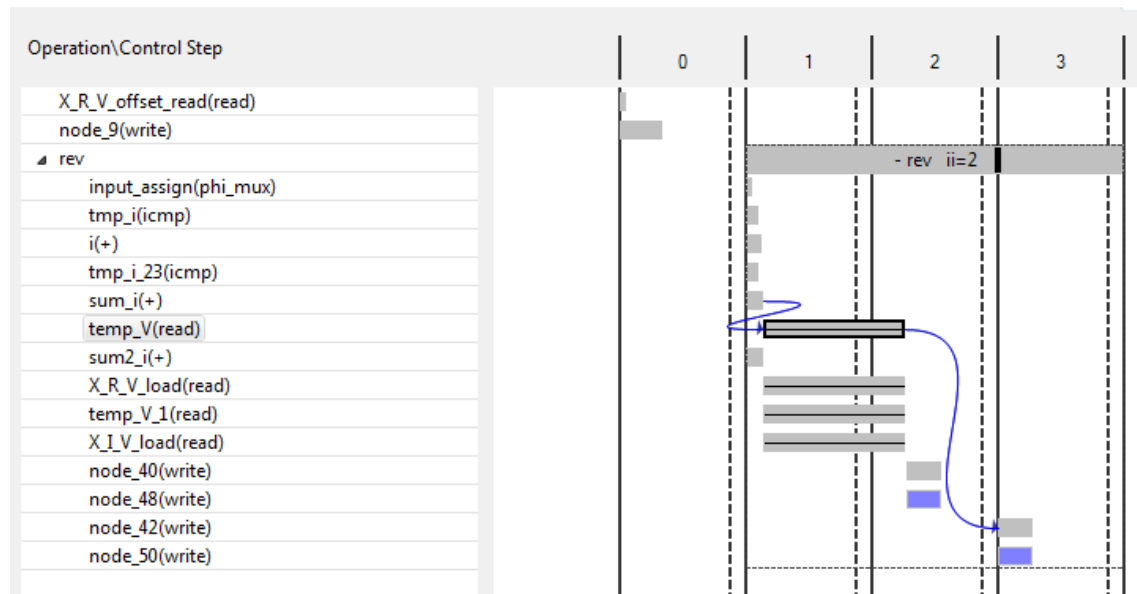 Operation\Control Step
0 1 2 3
X_R_V_offset_read(read)
node_9(write)
rev
- rev ii=2
input_assign(phi_mux)
tmp_i(icmp)
i(+)
tmp_i_23(icmp)
sum_i(+)
temp_V(read)
sum2_i(+)
X_R_V_load(read)
temp_V_1(read)
X_I_V_load(read)
node_40(write)
node_48(write)
node_42(write)
node_50(write)